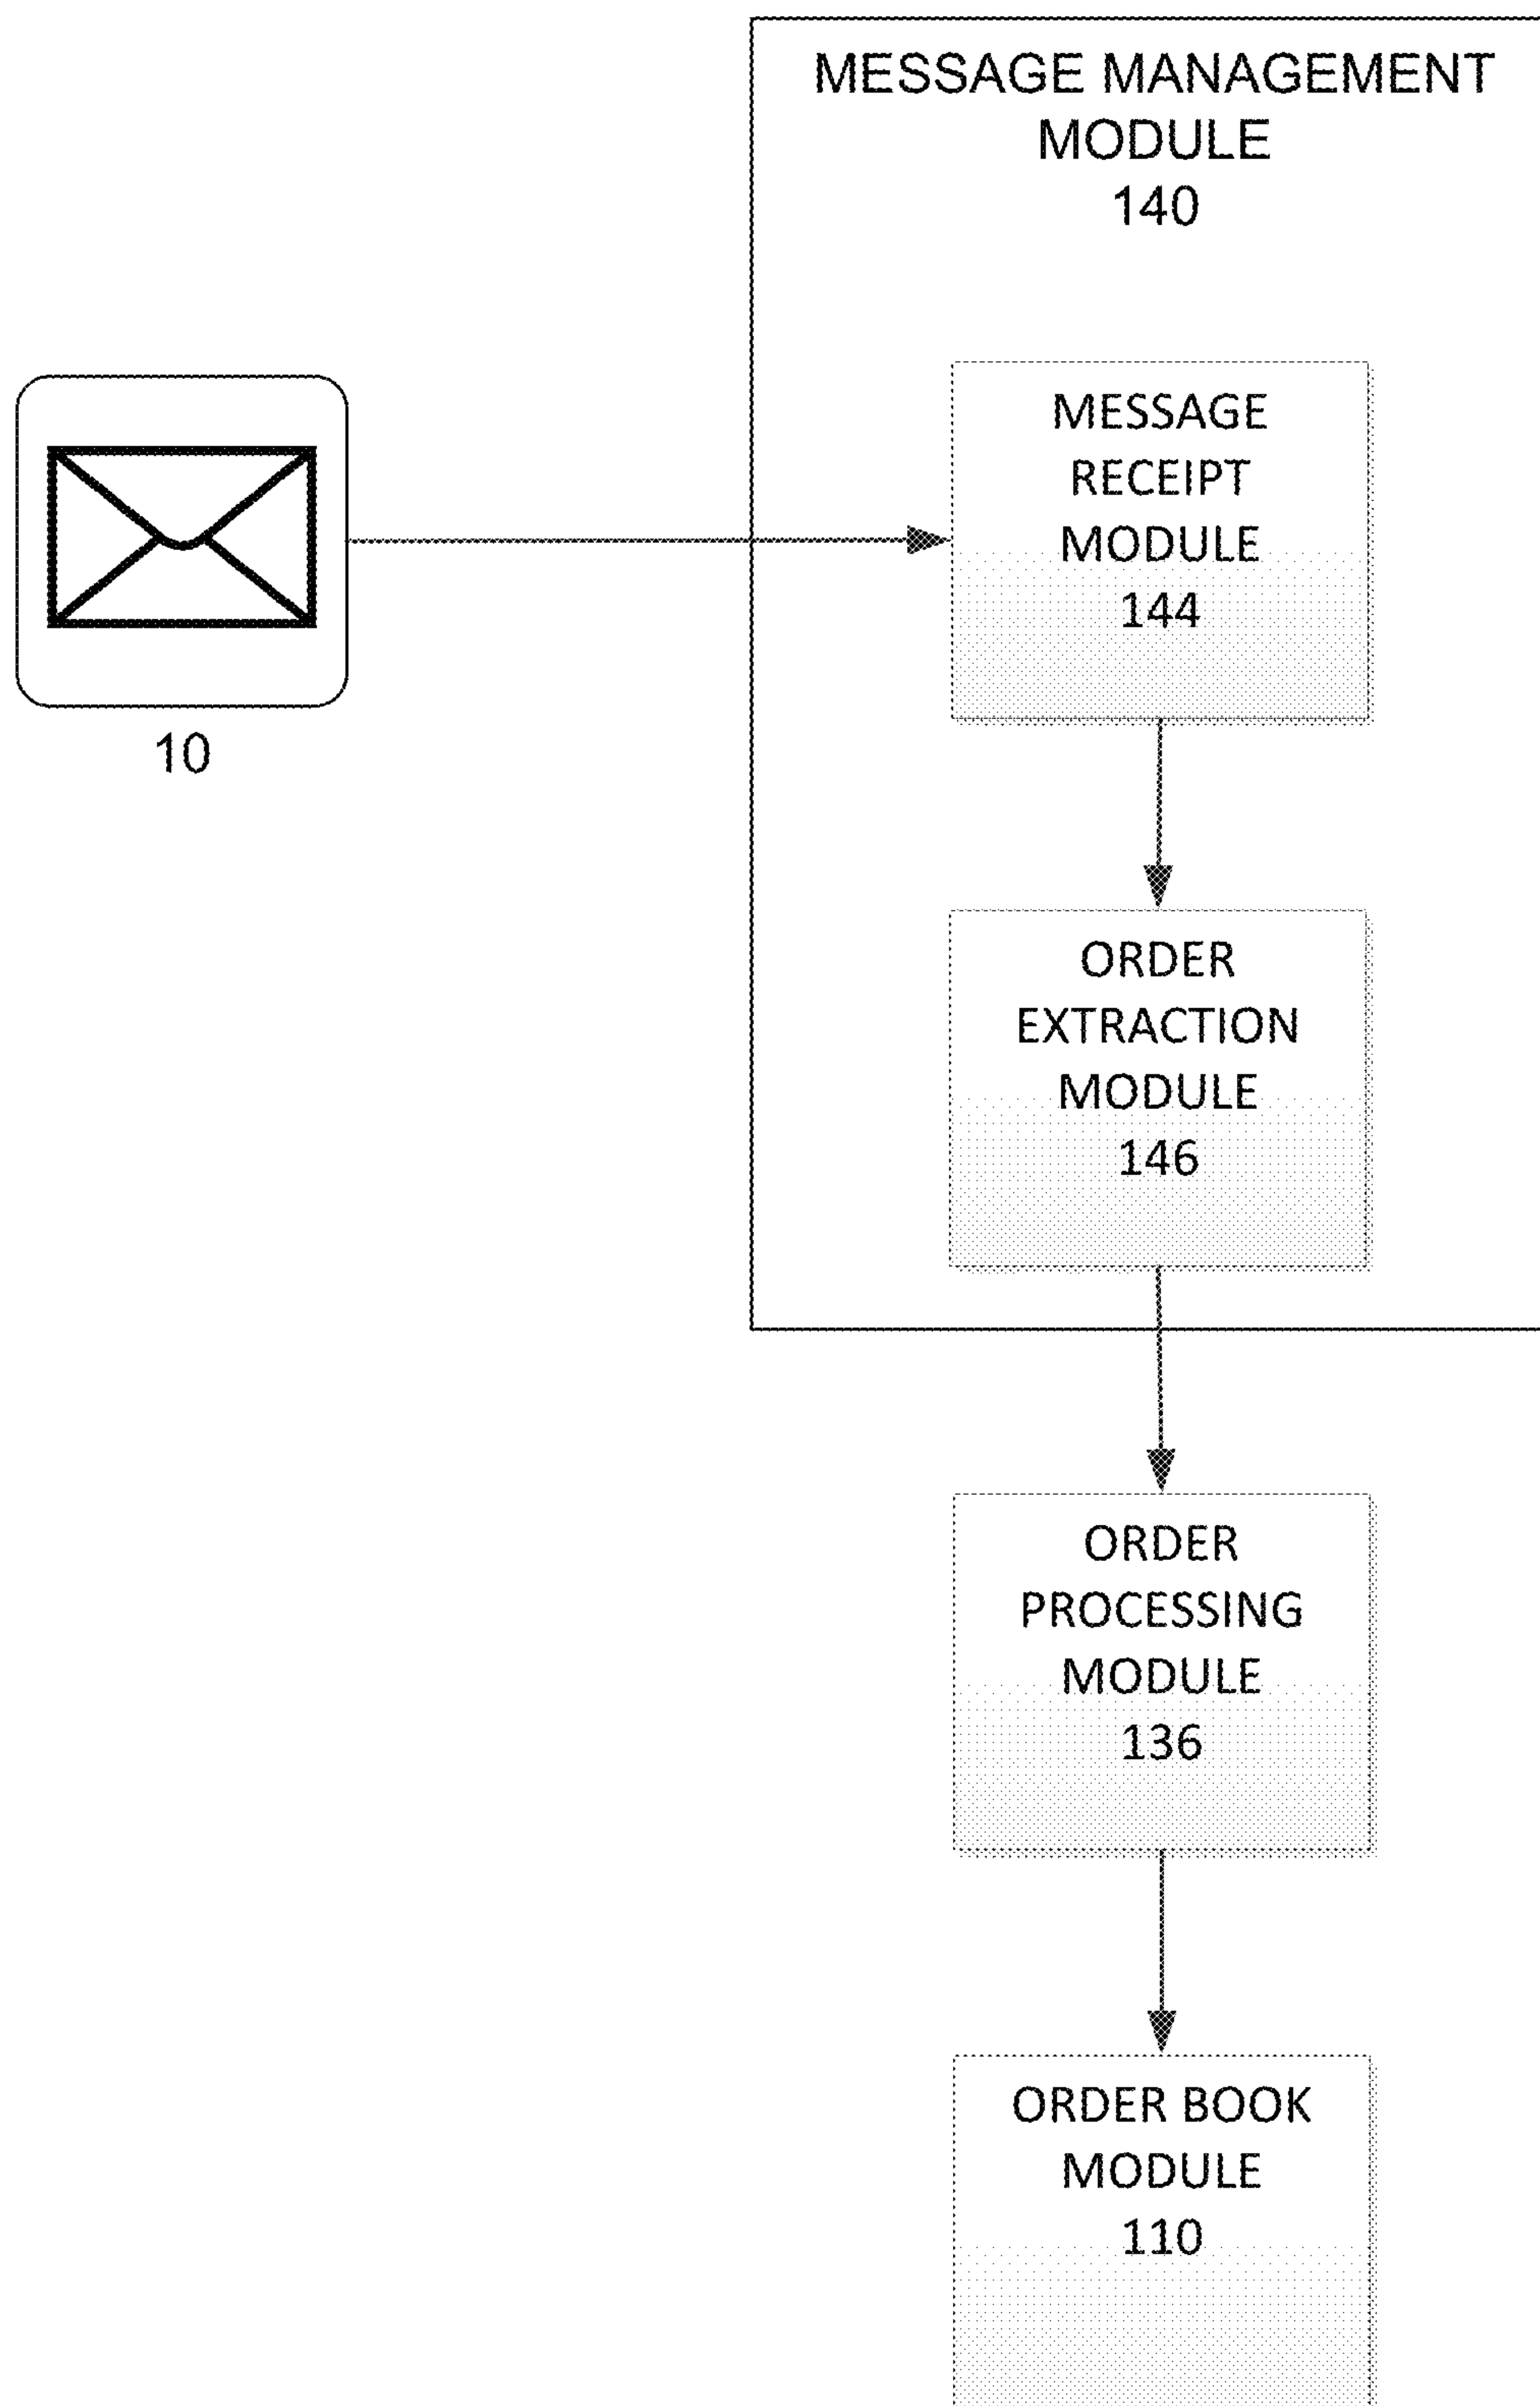 MESSAGE MANAGEMENT
MODULE
140
MESSAGE
RECEIPT
MODULE
144
10
ORDER
EXTRACTION
MODULE
146
ORDER
PROCESSING
MODULE
136
ORDER BOOK
MODULE
110